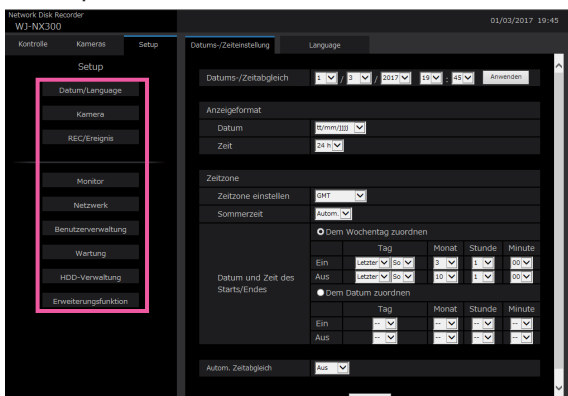 Network Disk Recorder
WJ-NX300
01/03/2017 19:45
Kontrolle Kameras Setup
Datums-/Zeiteinstellung Language
Setup
Datum/Language
Kamera
REC/Ereignis
Monitor
Netzwerk
Benutzerverwaltung
Wartung
HDD-Verwaltung
Erweiterungsfunktion
Datums-/Zeitabgleich 1 / 3 / 2017 19 : 45 Anwenden
Anzeigeformat
Datum tt/mm/jjjj
Zeit 24 h
Zeitzone
Zeitzone einstellen GMT
Sommerzeit Autom.
Datum und Zeit des
Starts/Endes
Dem Wochentag zuordnen
Tag Monat Stunde Minute
Ein Letzter So 3 1 00
Aus Letzter So 10 1 00
Dem Datum zuordnen
Tag Monat Stunde Minute
Ein -- -- -- --
Aus -- -- -- --
Autom. Zeitabgleich Aus